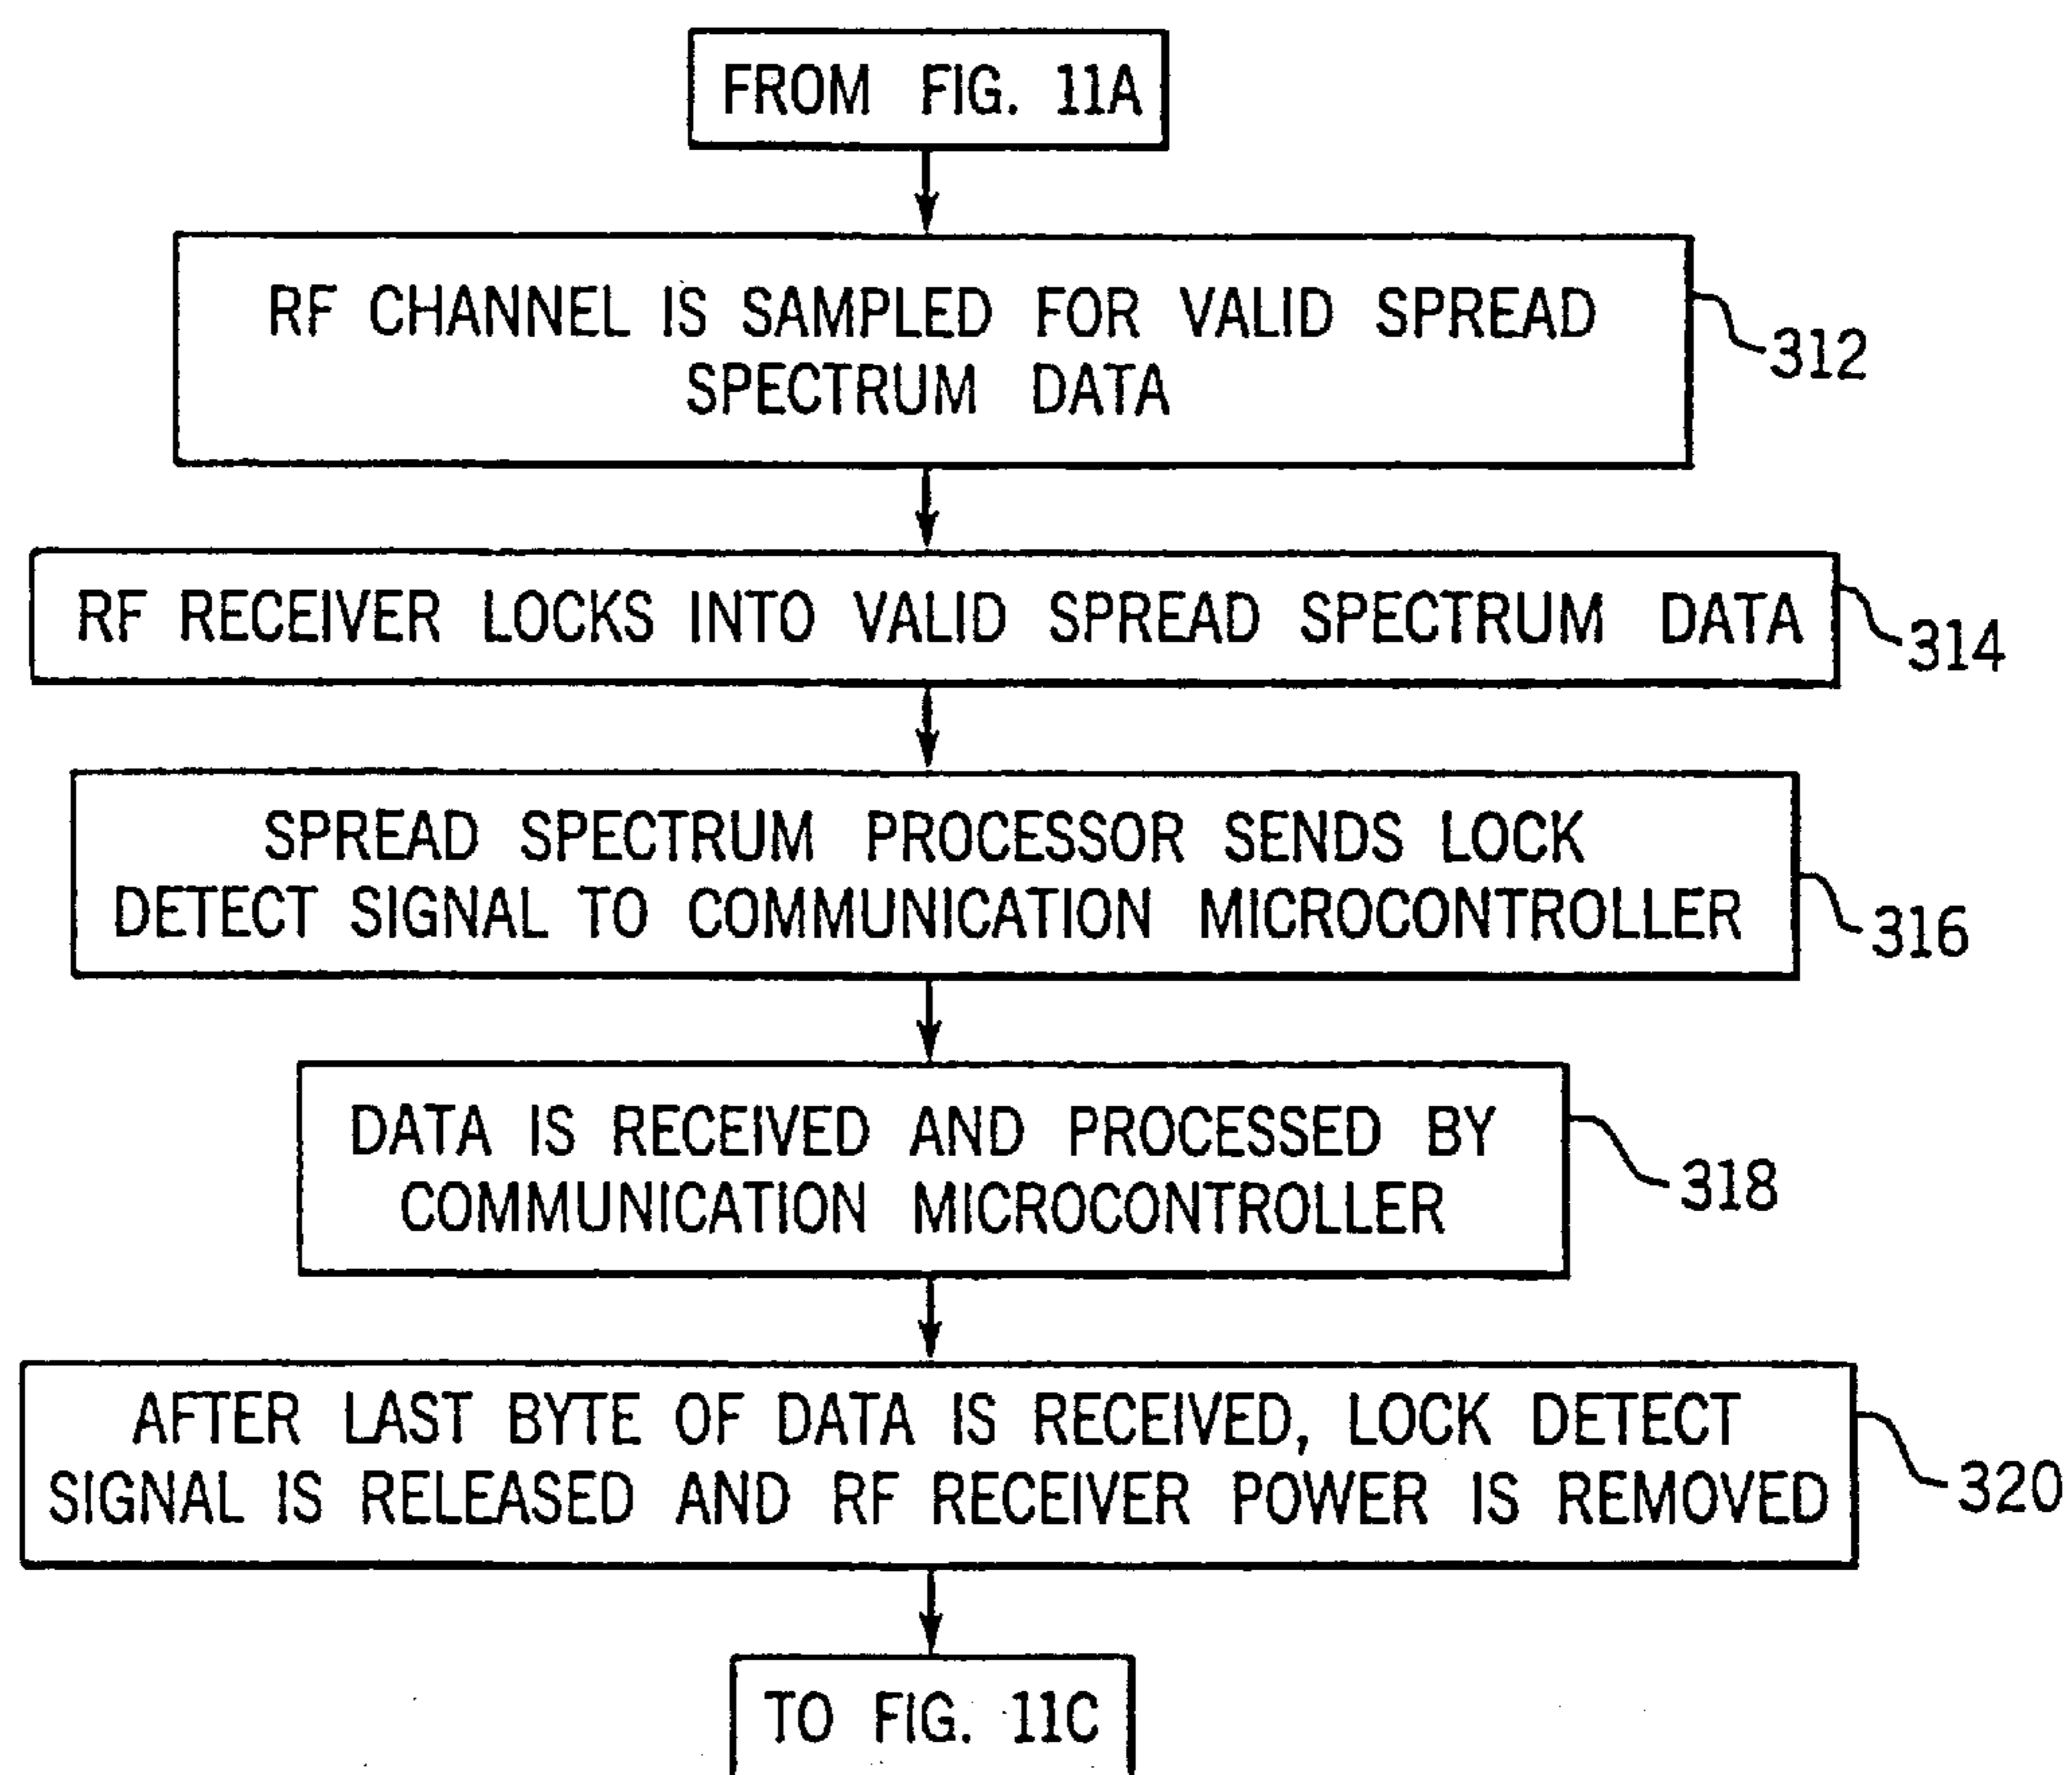 FROM FIG. 11A
RF CHANNEL IS SAMPLED FOR VALID SPREAD
SPECTRUM DATA
312
RF RECEIVER LOCKS INTO VALID SPREAD SPECTRUM DATA
314
SPREAD SPECTRUM PROCESSOR SENDS LOCK
DETECT SIGNAL TO COMMUNICATION MICROCONTROLLER
316
DATA IS RECEIVED AND PROCESSED BY
COMMUNICATION MICROCONTROLLER
318
AFTER LAST BYTE OF DATA IS RECEIVED, LOCK DETECT
SIGNAL IS RELEASED AND RF RECEIVER POWER IS REMOVED
320
TO FIG. 11C